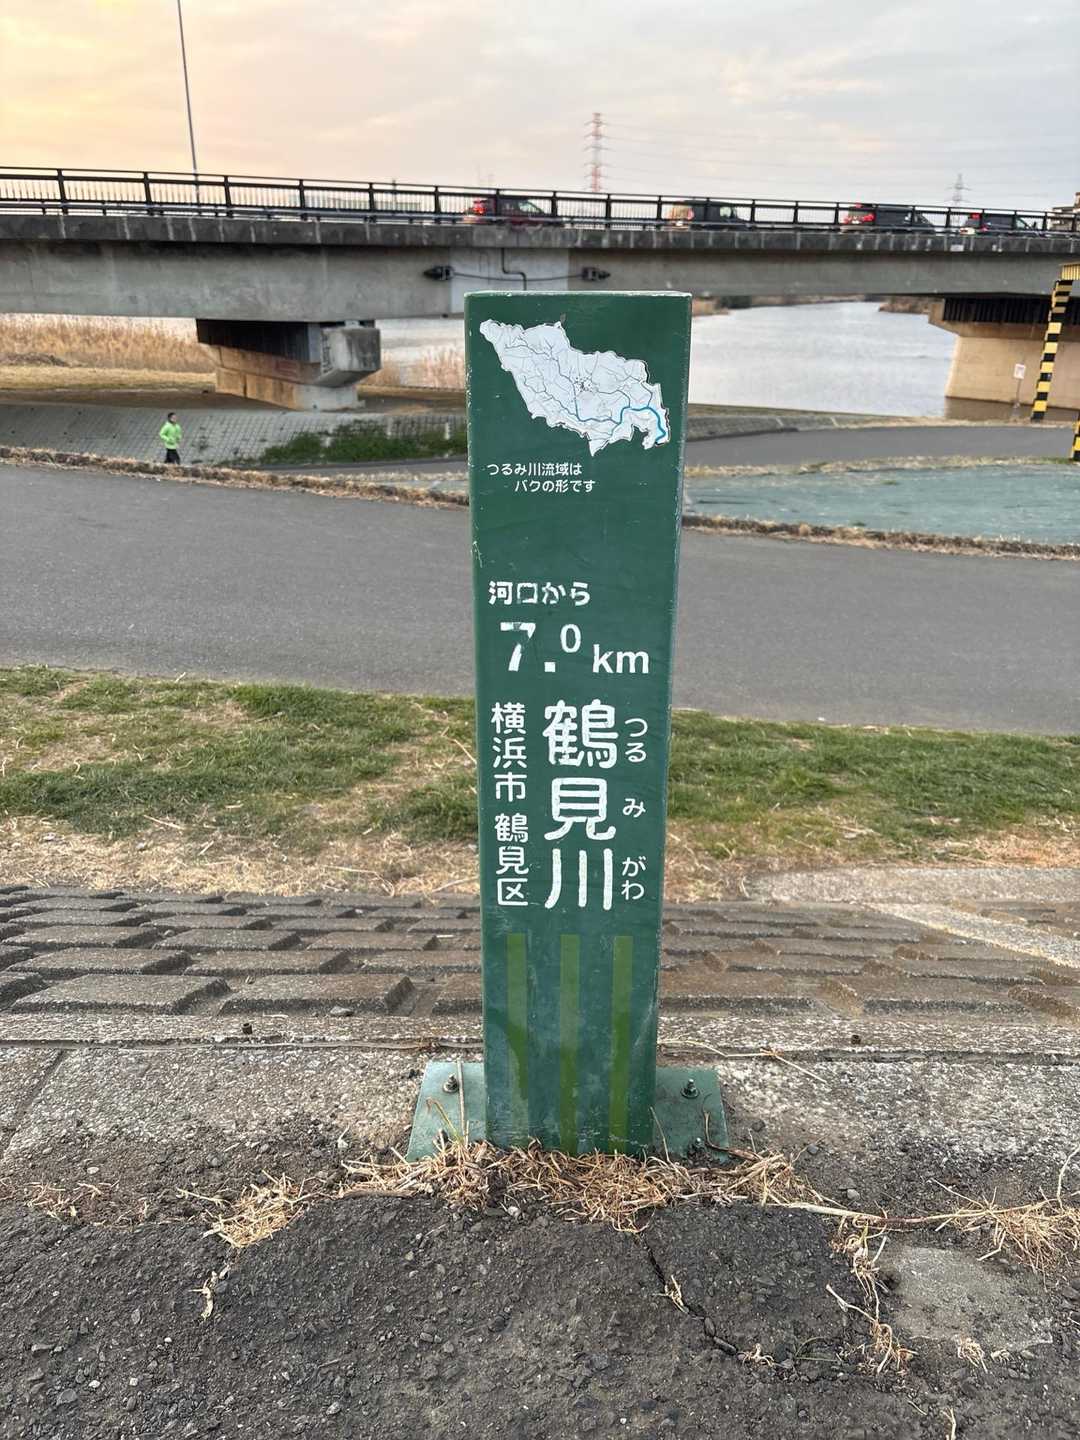 つるみ川流域は
バクの形です
河口から
7.0km
鶴見川
つるみがわ
横浜市 鶴見区